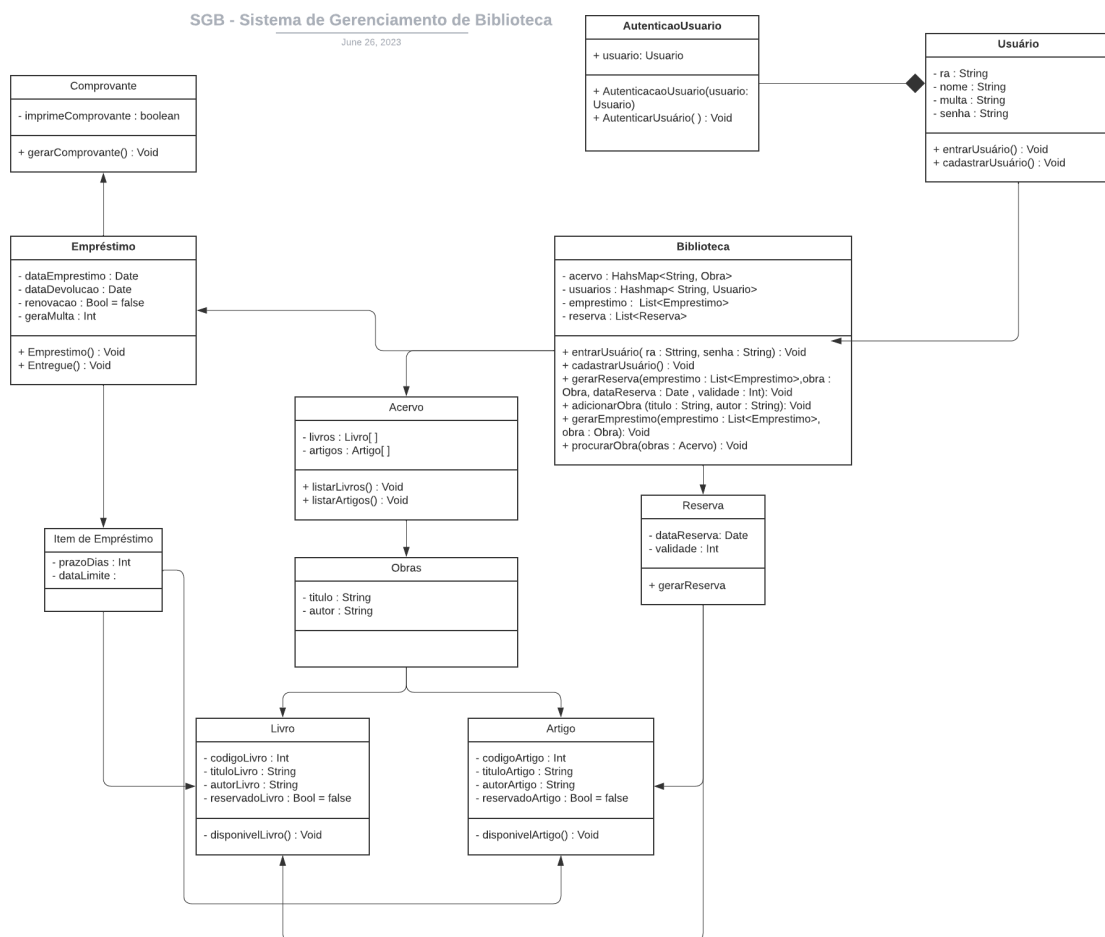 SGB - Sistema de Gerenciamento de Biblioteca
June 26, 2023
AutenticaoUsuario
+ usuario: Usuario
+ AutenticacaoUsuario(usuario:
Usuario)
+ AutenticarUsuário( ) : Void
Usuário
- ra : String
- nome : String
- multa : String
- senha : String
+ entrarUsuário() : Void
+ cadastrarUsuário() : Void
Comprovante
- imprimeComprovante : boolean
+ gerarComprovante() : Void
Empréstimo
- dataEmprestimo : Date
- dataDevolucao : Date
- renovacao : Bool = false
- geraMulta : Int
+ Emprestimo() : Void
+ Entregue() : Void
Biblioteca
- acervo : HahsMap<String, Obra>
- usuarios : Hashmap< String, Usuario>
- emprestimo :  List<Emprestimo>
- reserva : List<Reserva>
+ entrarUsuário( ra : Sttring, senha : String) : Void
+ cadastrarUsuário() : Void
+ gerarReserva(emprestimo : List<Emprestimo>,obra :
Obra, dataReserva : Date , validade : Int): Void
+ adicionarObra (titulo : String, autor : String): Void
+ gerarEmprestimo(emprestimo : List<Emprestimo>,
obra : Obra): Void
+ procurarObra(obras : Acervo) : Void
Acervo
- livros : Livro[ ]
- artigos : Artigo[ ]
+ listarLivros() : Void
+ listarArtigos() : Void
Reserva
- dataReserva: Date
- validade : Int
+ gerarReserva
Item de Empréstimo
- prazoDias : Int
- dataLimite :
Obras
- titulo : String
- autor : String
Livro
- codigoLivro : Int
- tituloLivro : String
- autorLivro : String
- reservadoLivro : Bool = false
- disponivelLivro() : Void
Artigo
- codigoArtigo : Int
- tituloArtigo : String
- autorArtigo : String
- reservadoArtigo : Bool = false
- disponivelArtigo() : Void